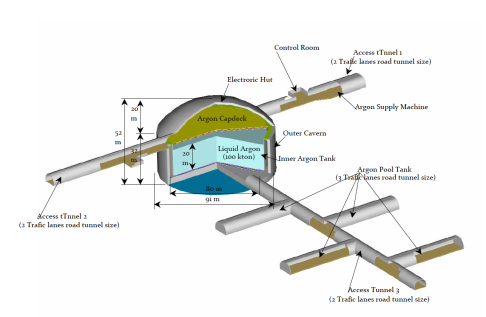 Control Room
Access tTnnel 1
(2 Trafic lanes road tunnel size)
Electroric Hut
Argon Supply Machine
20
m
Argon Capdeck
Outer Cavern
52
m
32
m
20
m
Liquid Argon
(100 kton)
Inner Argon Tank
Argon Pool Tank
(3 Trafic lanes road tunnel size)
80 m
91 m
Access tTunnel 2
(2 Trafic lanes road tunnel size)
Access Tunnel 3
(2 Trafic lanes road tunnel size)